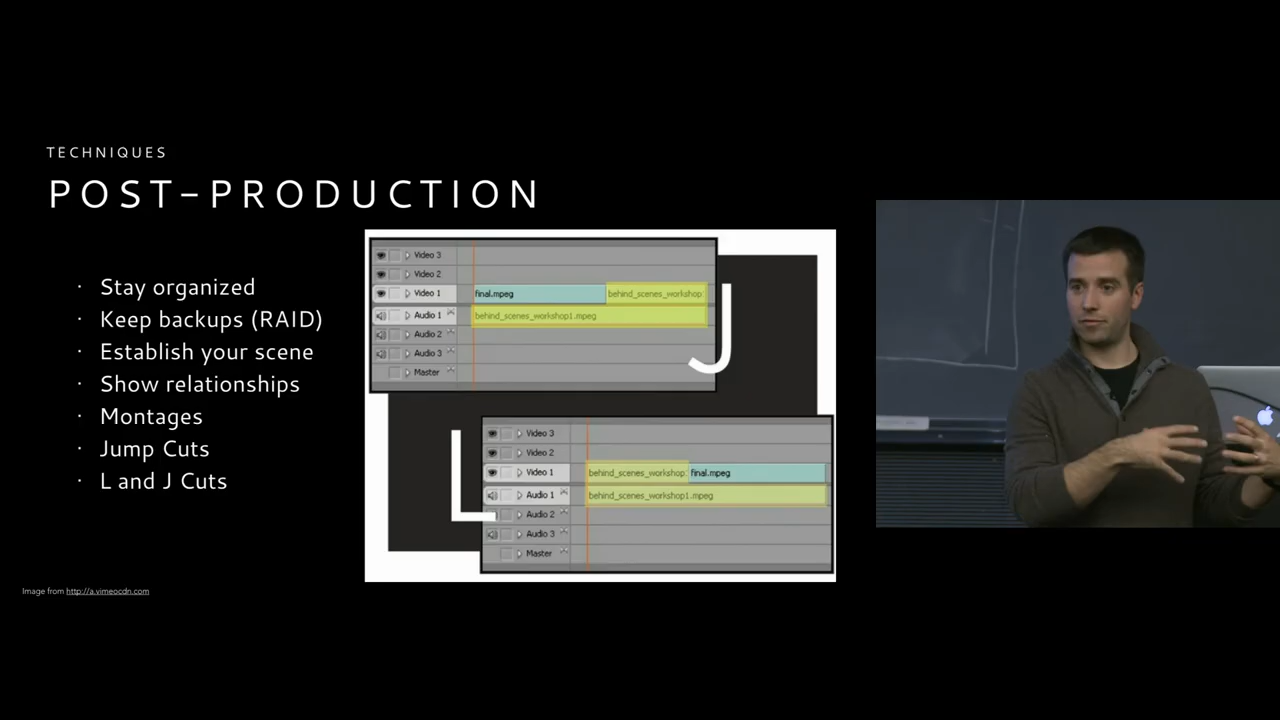 TECHNIQUES
POST-PRODUCTION
· Stay organized
· Keep backups (RAID)
· Establish your scene
· Show relationships
· Montages
· Jump Cuts
· L and J Cuts
Video 3
Video 2
Video 1 final.mpeg behind_scenes_workshop
Audio 1 behind_scenes_workshop1.mpeg
Audio 2
Audio 3
Master
J
L
Video 3
Video 2
Video 1 behind_scenes_workshop. final.mpeg
Audio 1 behind_scenes_workshop1.mpeg
Audio 2
Audio 3
Master
Image from http://a.vimeocdn.com